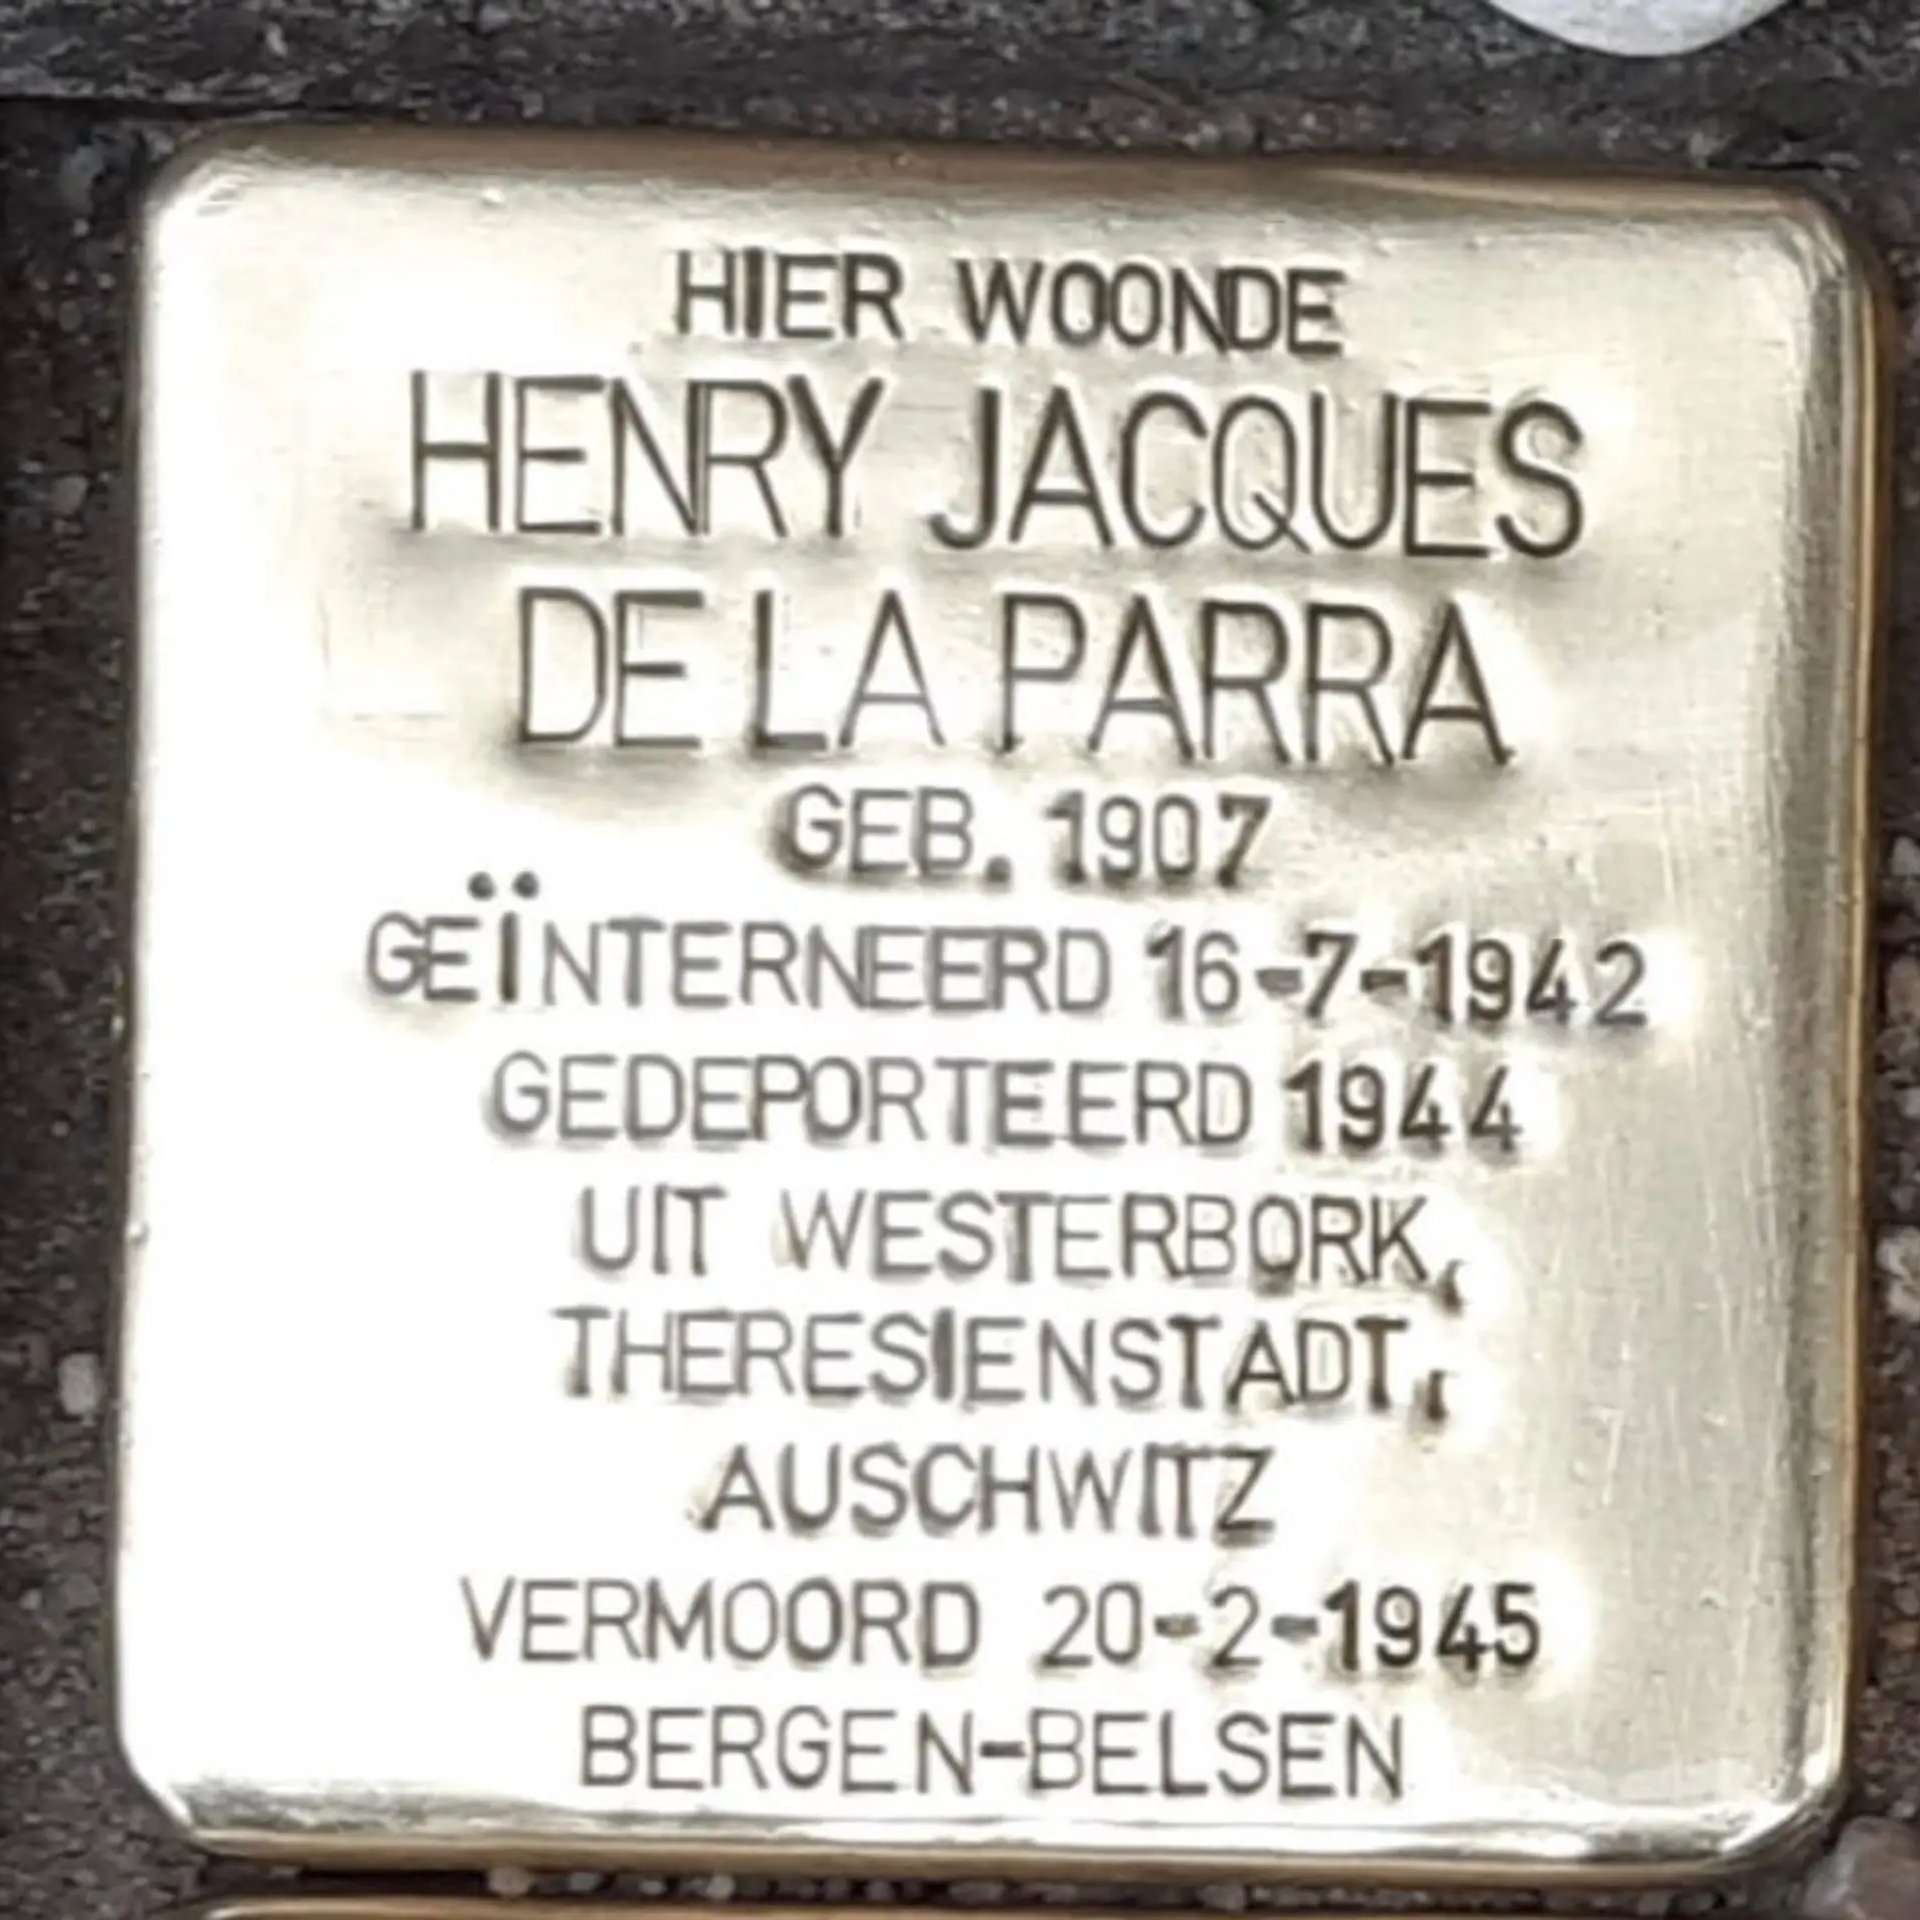 HIER WOONDE
HENRY JACQUES
DE LA PARRA
GEB. 1907
GEÏNTERNEERD 16-7-1942
GEDEPORTEERD 1944
UIT WESTERBORK,
THERESIENSTADT,
AUSCHWITZ
VERMOORD 20-2-1945
BERGEN-BELSEN